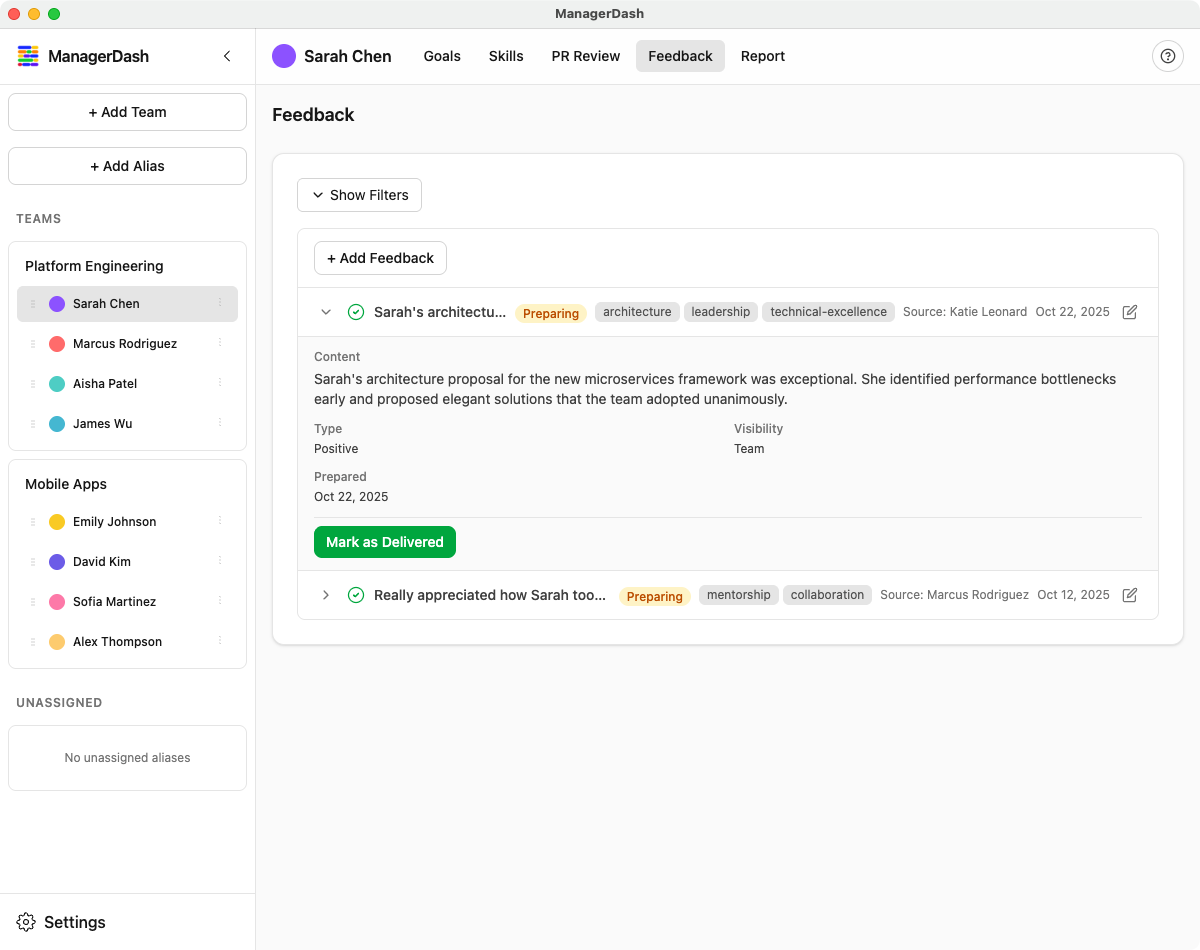 ManagerDash
ManagerDash
+ Add Team
+ Add Alias
TEAMS
Platform Engineering
Sarah Chen
Marcus Rodriguez
Aisha Patel
James Wu
Mobile Apps
Emily Johnson
David Kim
Sofia Martinez
Alex Thompson
UNASSIGNED
No unassigned aliases
Settings
Sarah Chen Goals Skills PR Review Feedback Report
Feedback
Show Filters
+ Add Feedback
Sarah's architectu... Preparing architecture leadership technical-excellence Source: Katie Leonard Oct 22, 2025
Content
Sarah's architecture proposal for the new microservices framework was exceptional. She identified performance bottlenecks
early and proposed elegant solutions that the team adopted unanimously.
Type Visibility
Positive Team
Prepared
Oct 22, 2025
Mark as Delivered
Really appreciated how Sarah too... Preparing mentorship collaboration Source: Marcus Rodriguez Oct 12, 2025